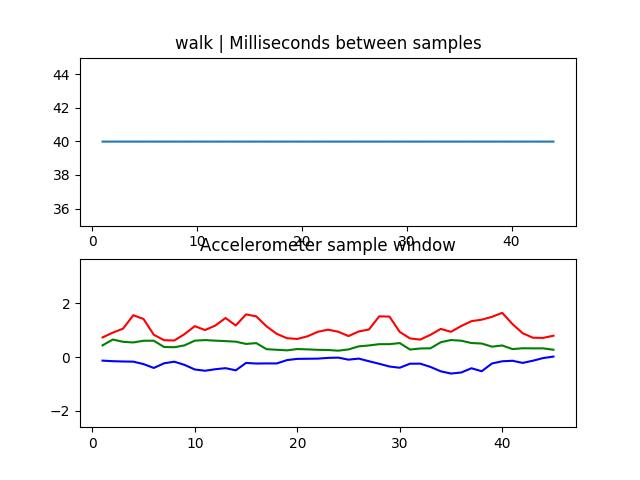 walk | Milliseconds between samples
44
42
40
38
36
0 10 20 30 40
Accelerometer sample window
2
0
−2
0 10 20 30 40